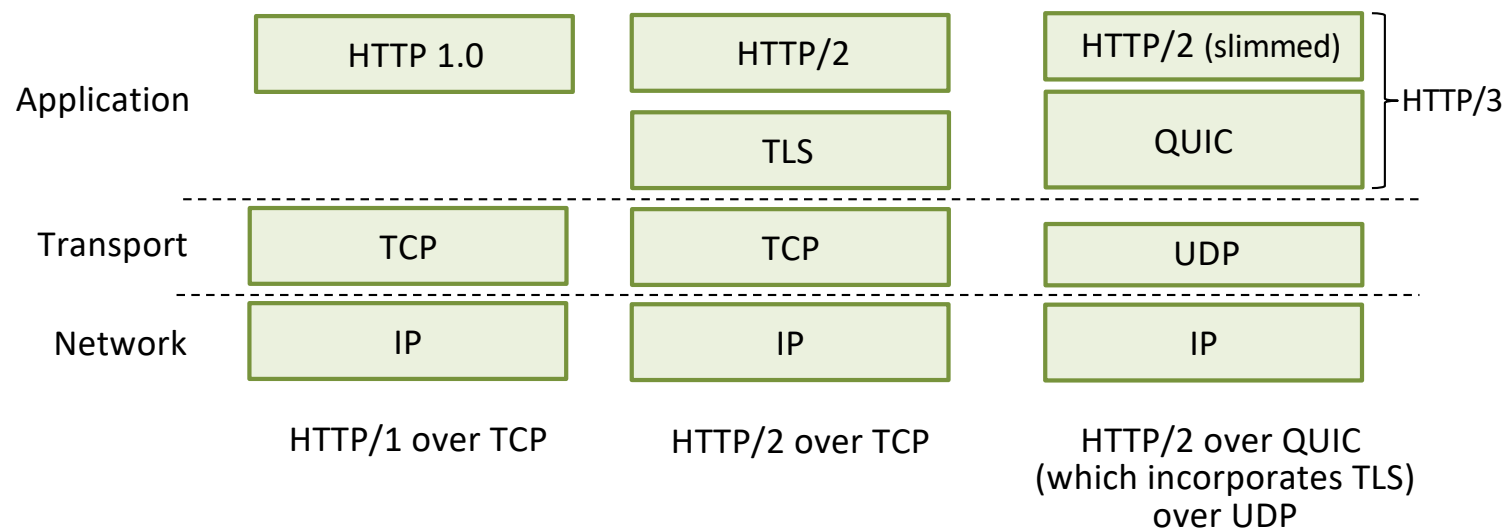 HTTP 1.0
HTTP/2
HTTP/2 (slimmed)
Application
HTTP/3
TLS
QUIC
Transport
TCP
TCP
UDP
Network
IP
IP
IP
HTTP/1 over TCP
HTTP/2 over TCP
HTTP/2 over QUIC
(which incorporates TLS)
over UDP